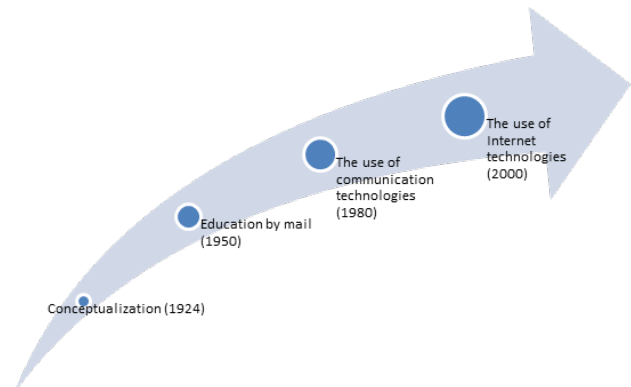 The use of
Internet
technologies
(2000)
The use of
communication
technologies
(1980)
Education by mail
(1950)
Conceptualization (1924)